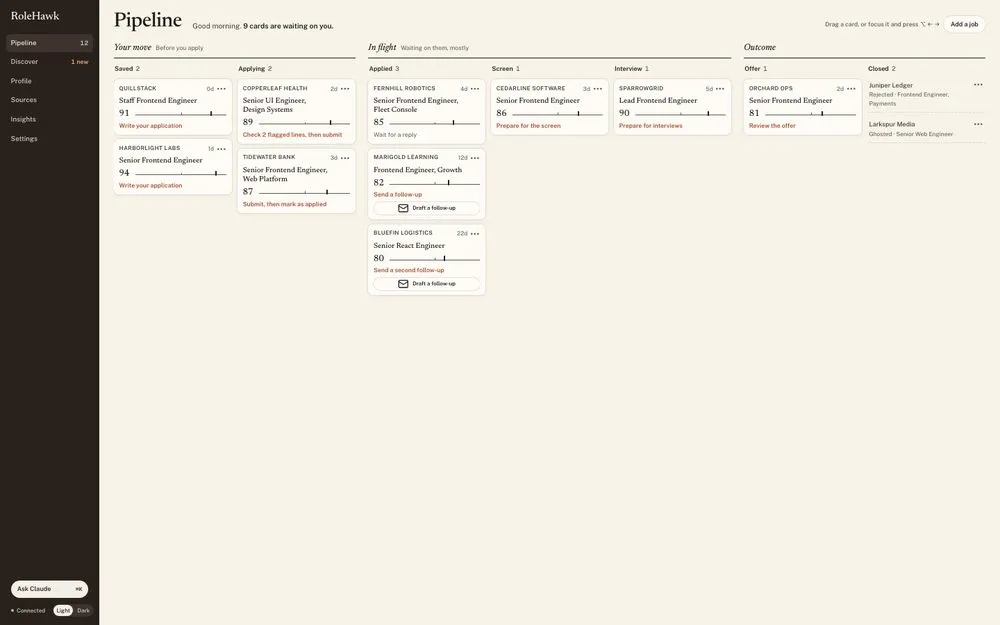 RoleHawk
Pipeline 12
Discover 1 new
Profile
Sources
Insights
Settings
Ask Claude ⌘K
Connected Light Dark
Pipeline Good morning. 9 cards are waiting on you.
Drag a card, or focus it and press ⌥ ← → Add a job
Your move Before you apply
Saved 2
QUILLSTACK 0d
Staff Frontend Engineer
91
Write your application
HARBORLIGHT LABS 1d
Senior Frontend Engineer
94
Write your application
Applying 2
COPPERLEAF HEALTH 2d
Senior UI Engineer,
Design Systems
89
Check 2 flagged lines, then submit
TIDEWATER BANK 3d
Senior Frontend Engineer,
Web Platform
87
Submit, then mark as applied
In flight Waiting on them, mostly
Applied 3
FERNHILL ROBOTICS 4d
Senior Frontend Engineer,
Fleet Console
85
Wait for a reply
MARIGOLD LEARNING 12d
Frontend Engineer, Growth
82
Send a follow-up
Draft a follow-up
BLUEFIN LOGISTICS 22d
Senior React Engineer
80
Send a second follow-up
Draft a follow-up
Screen 1
CEDARLINE SOFTWARE 3d
Senior Frontend Engineer
86
Prepare for the screen
Interview 1
SPARROWGRID 5d
Lead Frontend Engineer
90
Prepare for interviews
Outcome
Offer 1
ORCHARD OPS 2d
Senior Frontend Engineer
81
Review the offer
Closed 2
Juniper Ledger
Rejected · Frontend Engineer,
Payments
Larkspur Media
Ghosted · Senior Web Engineer